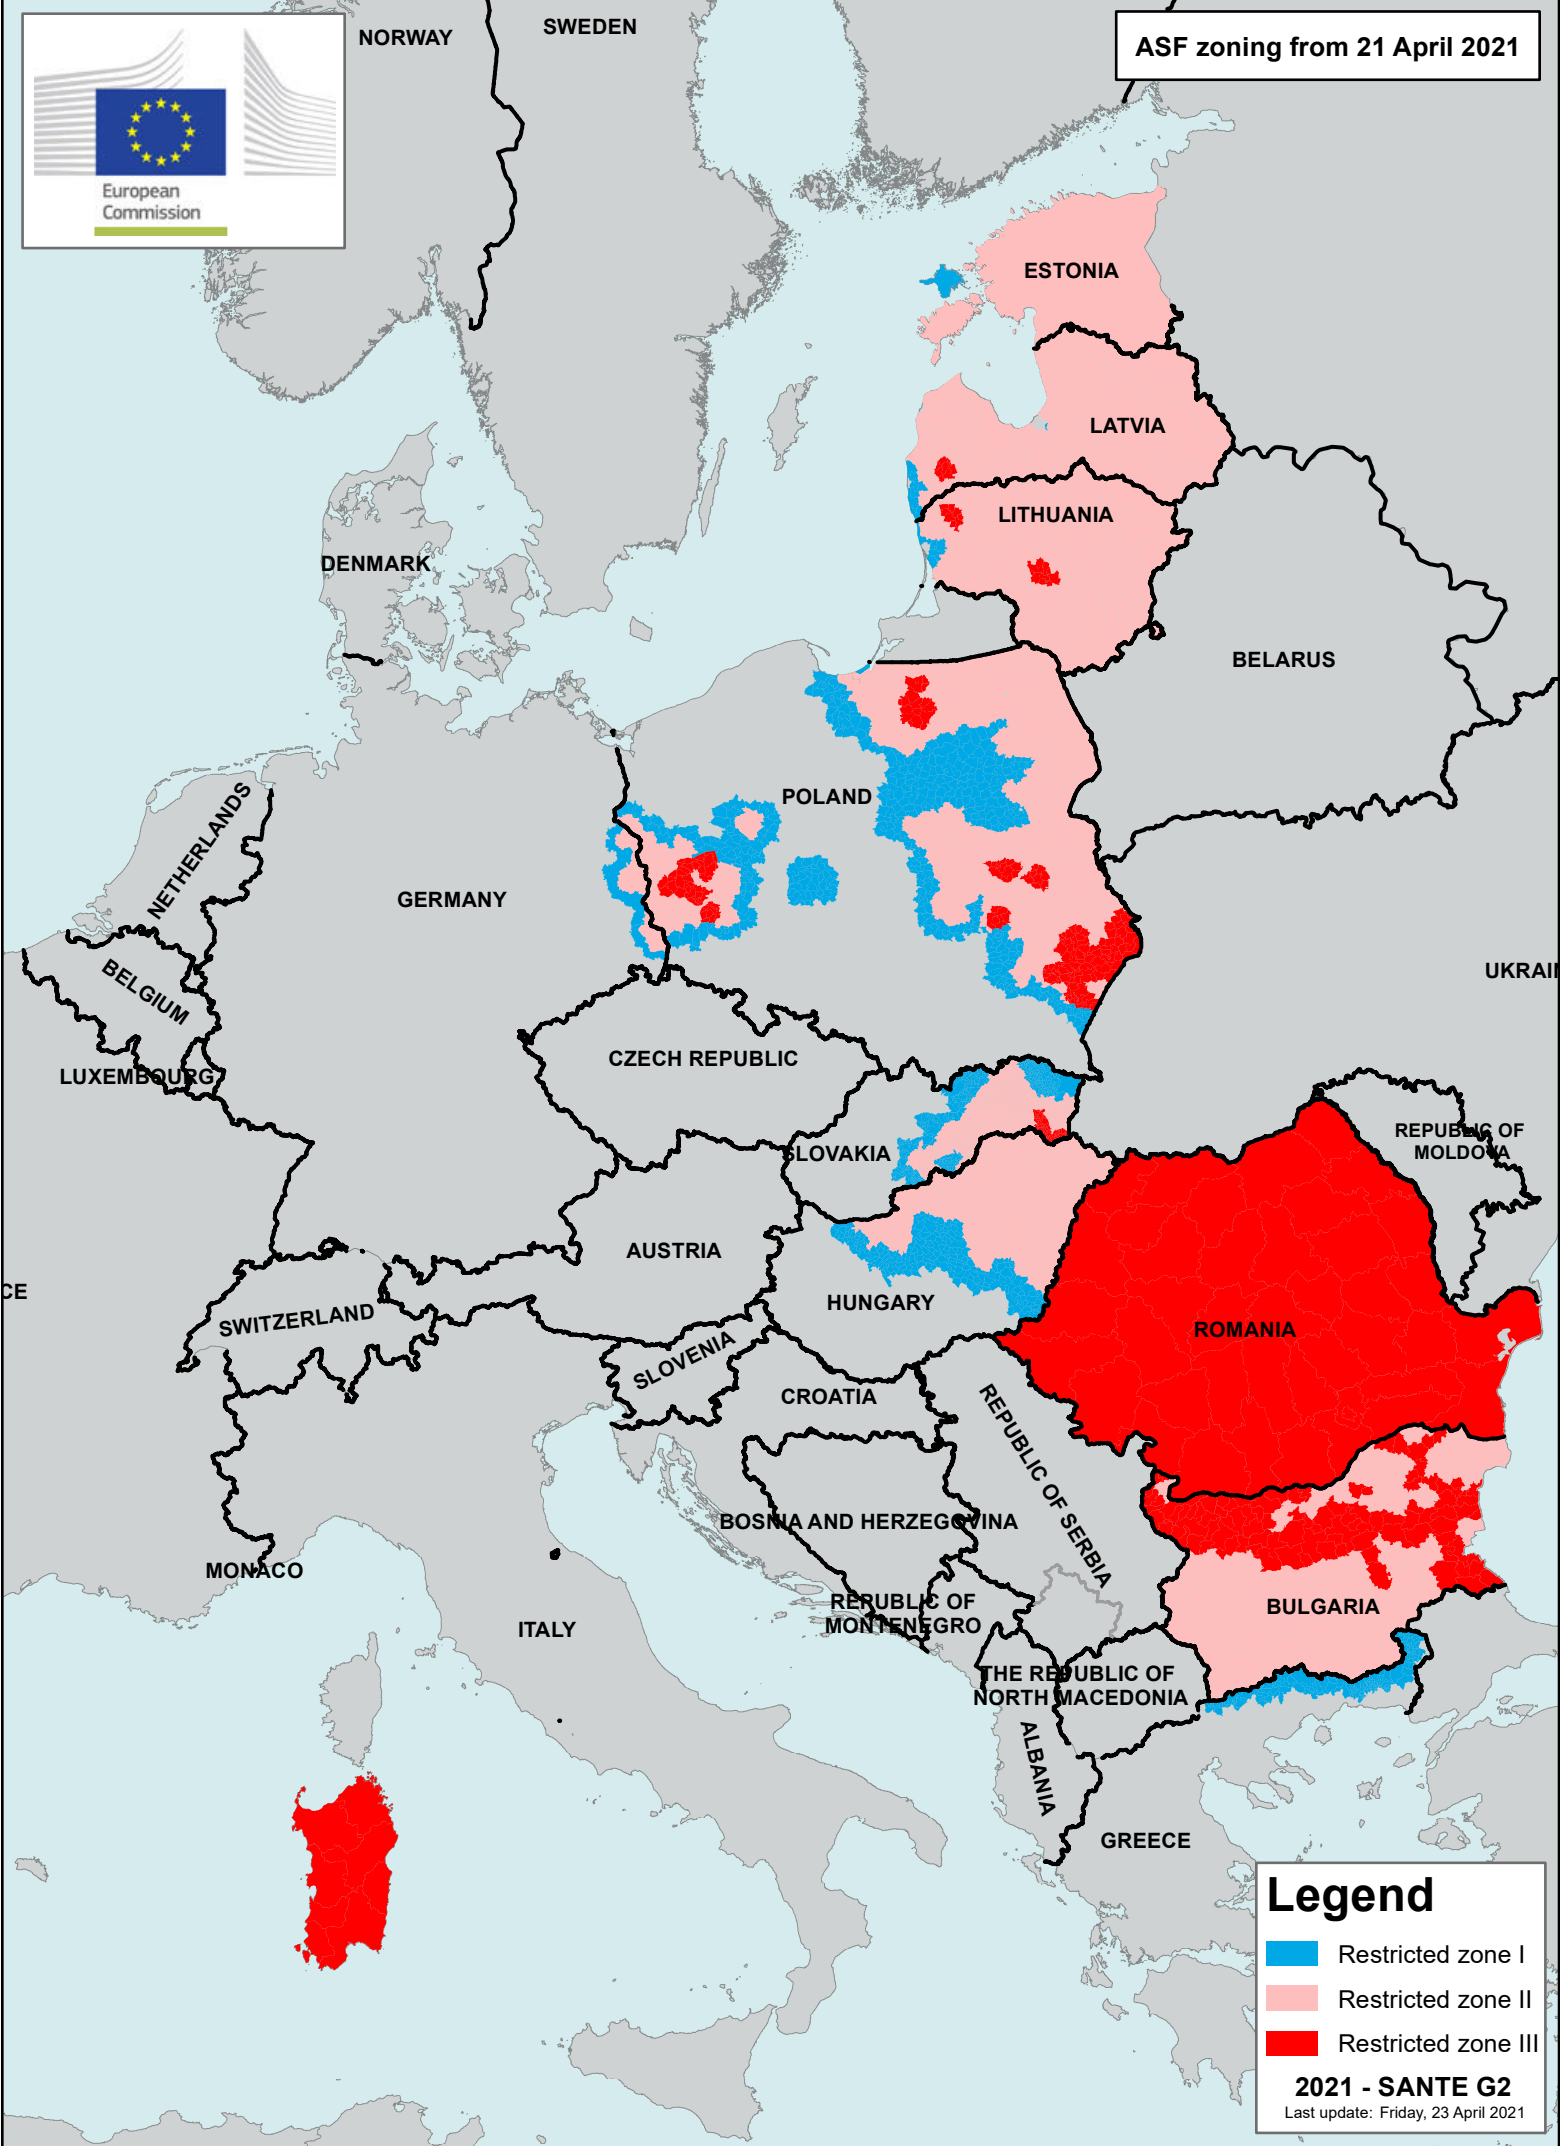 NORWAY
SWEDEN
ASF zoning from 21 April 2021
European
Commission
ESTONIA
LATVIA
LITHUANIA
DENMARK
BELARUS
POLAND
NETHERLANDS
GERMANY
BELGIUM
UKRAI
LUXEMBOURG
CZECH REPUBLIC
SLOVAKIA
REPUBLIC OF
MOLDOVA
AUSTRIA
CE
HUNGARY
SWITZERLAND
ROMANIA
SLOVENIA
CROATIA
REPUBLIC OF SERBIA
BOSNIA AND HERZEGOVINA
MONACO
REPUBLIC OF
MONTENEGRO
BULGARIA
ITALY
THE REPUBLIC OF
NORTH MACEDONIA
ALBANIA
GREECE
Legend
Restricted zone I
Restricted zone II
Restricted zone III
2021 - SANTE G2
Last update: Friday, 23 April 2021